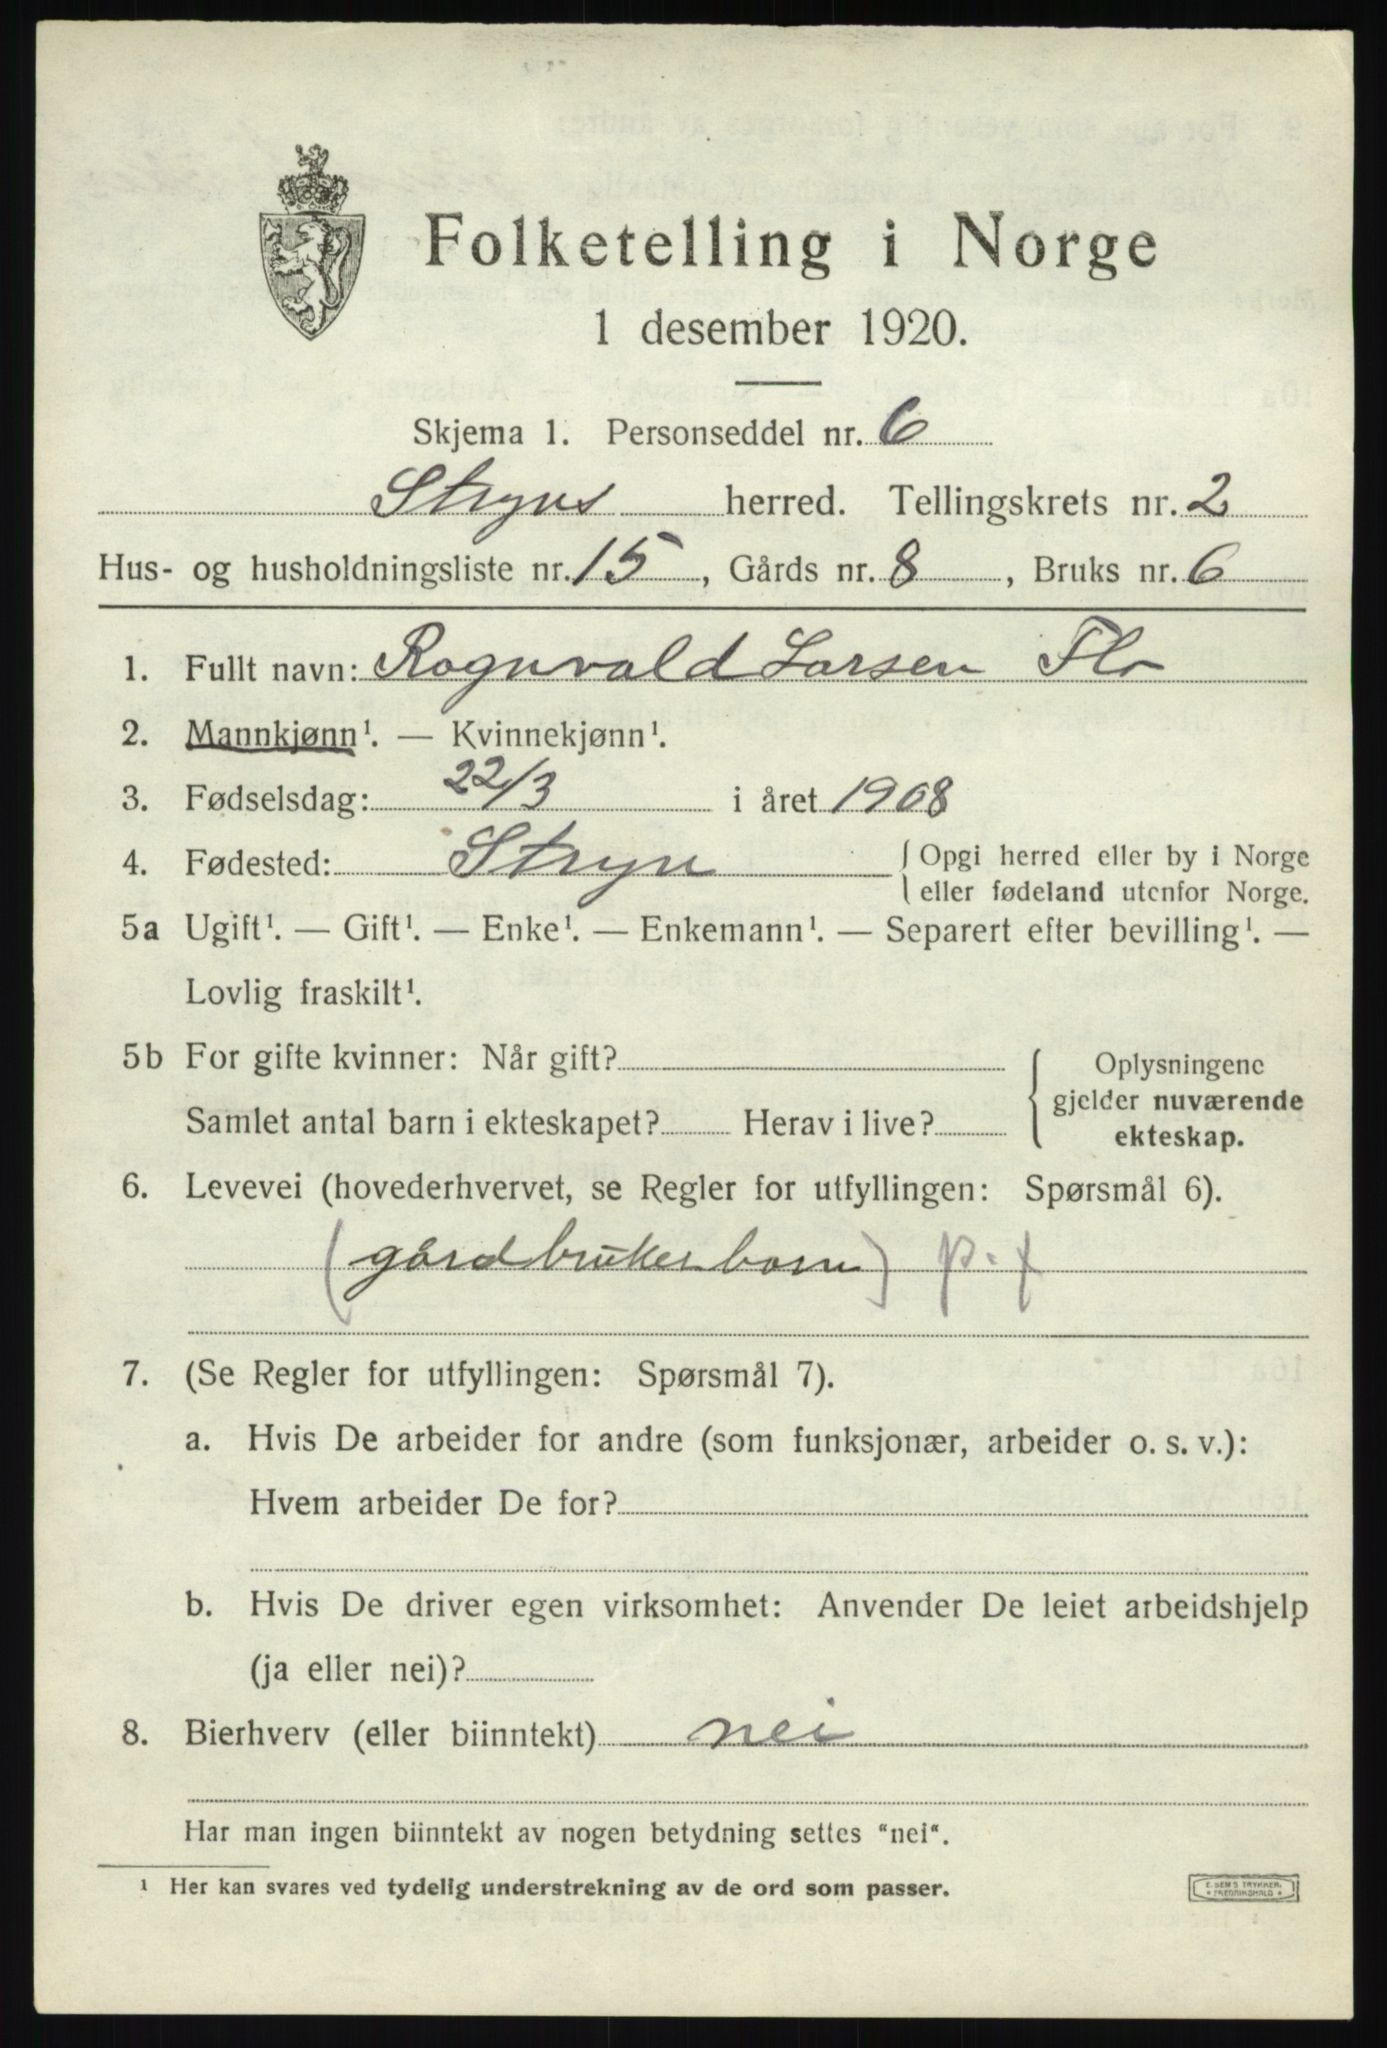 Folketelling i Norge
1 desember 1920.
Skjema 1. Personseddel nr. 6
Stryns herred. Tellingskrets nr. 2
Hus- og husholdningsliste nr. 15, Gårds nr. 8, Bruks nr. 6
1. Fullt navn: Rognvald Larsen Flo
2. Mannkjønn¹. — Kvinnekjønn¹.
3. Fødselsdag: 22/3 i året 1908
4. Fødested: Stryn { Opgi herred eller by i Norge
eller fødeland utenfor Norge.
5a Ugift¹. — Gift¹. — Enke¹. — Enkemann¹. — Separert efter bevilling¹. —
Lovlig fraskilt¹.
5b For gifte kvinner: Når gift? { Oplysningene
gjelder nuværende
Samlet antal barn i ekteskapet? Herav i live?
ekteskap.
6. Levevei (hovederhvervet, se Regler for utfyllingen: Spørsmål 6).
(gårdbruker barn) p. f
7. (Se Regler for utfyllingen: Spørsmål 7).
a. Hvis De arbeider for andre (som funksjonær, arbeider o. s. v.):
Hvem arbeider De for?
b. Hvis De driver egen virksomhet: Anvender De leiet arbeidshjelp
(ja eller nei)?
8. Bierhverv (eller biinntekt) nei
Har man ingen biinntekt av nogen betydning settes "nei".
¹ Her kan svares ved tydelig understrekning av de ord som passer.
E. SEMS TRYKKERI
FREDRIKSHALD